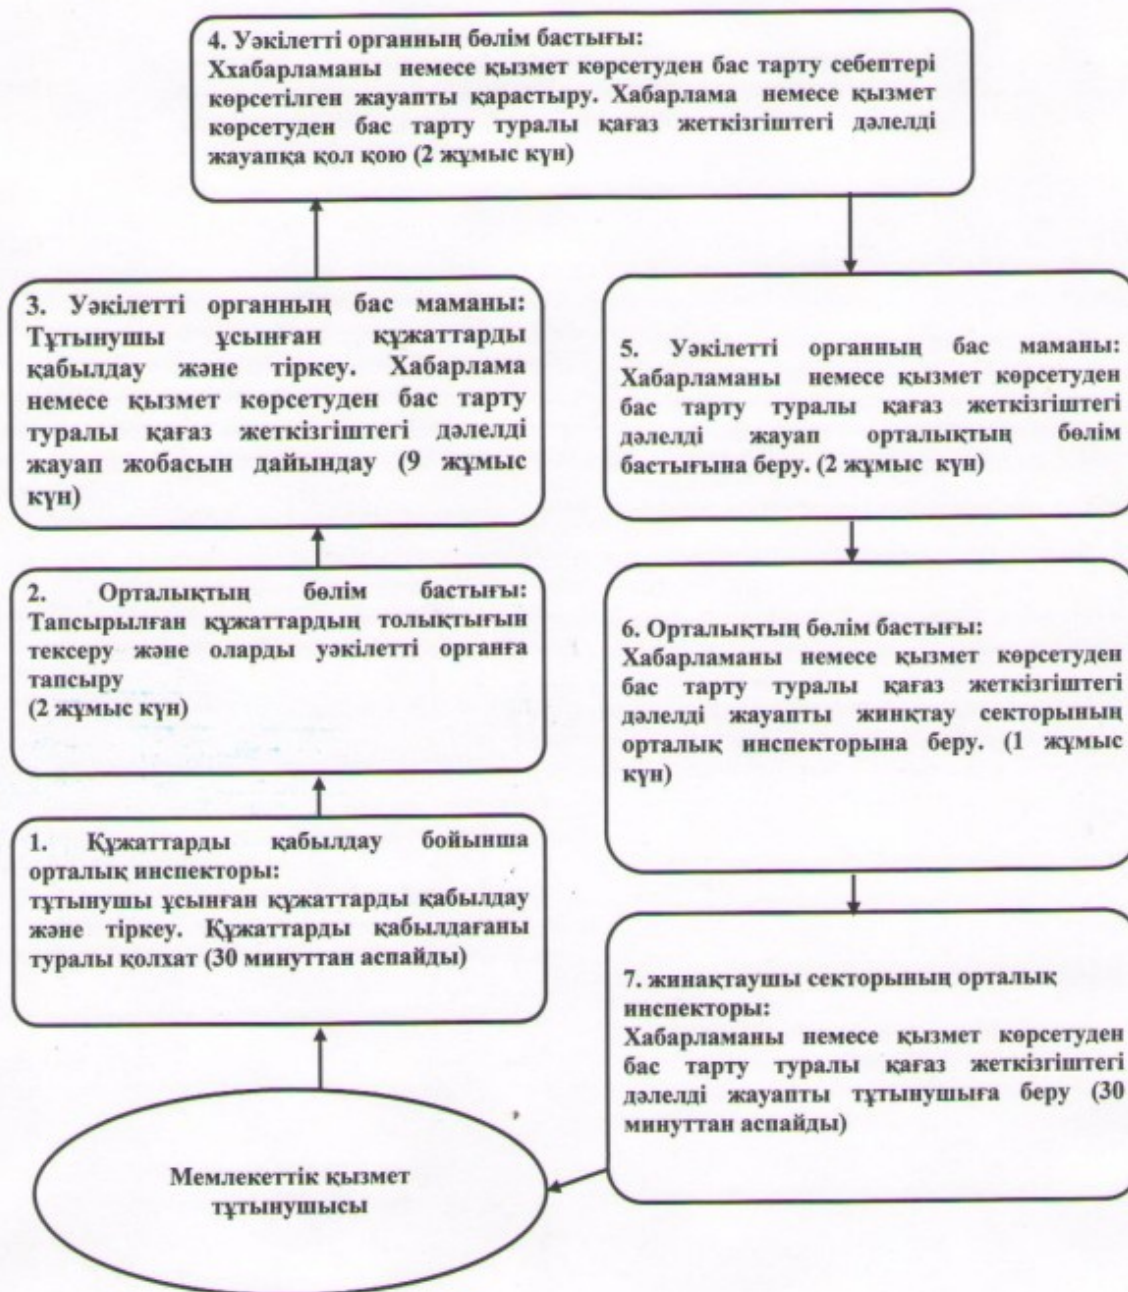 4. Уәкілетті органның бөлім бастығы:
Ххабарламаны немесе қызмет көрсетуден бас тарту себептері
көрсетілген жауапты қарастыру. Хабарлама немесе қызмет
көрсетуден бас тарту туралы қағаз жеткізгіштегі дәлелді
жауапқа қол қою (2 жұмыс күн)
3. Уәкілетті органның бас маманы:
Тұтынушы ұсынған құжаттарды
қабылдау және тіркеу. Хабарлама
немесе қызмет көрсетуден бас тарту
туралы қағаз жеткізгіштегі дәлелді
жауап жобасын дайындау (9 жұмыс
күн)
5. Уәкілетті органның бас маманы:
Хабарламаны немесе қызмет көрсетуден
бас тарту туралы қағаз жеткізгіштегі
дәлелді жауап орталықтың бөлім
бастығына беру. (2 жұмыс күн)
2. Орталықтың бөлім бастығы:
Тапсырылған құжаттардың толықтығын
тексеру және оларды уәкілетті органға
тапсыру
(2 жұмыс күн)
6. Орталықтың бөлім бастығы:
Хабарламаны немесе қызмет көрсетуден
бас тарту туралы қағаз жеткізгіштегі
дәлелді жауапты жинқтау секторының
орталық инспекторына беру. (1 жұмыс
күн)
1. Құжаттарды қабылдау бойынша
орталық инспекторы:
тұтынушы ұсынған құжаттарды қабылдау
және тіркеу. Құжаттарды қабылдағаны
туралы қолхат (30 минуттан аспайды)
7. жинақтаушы секторының орталық
инспекторы:
Хабарламаны немесе қызмет көрсетуден
бас тарту туралы қағаз жеткізгіштегі
дәлелді жауапты тұтынушыға беру (30
минуттан аспайды)
Мемлекеттік қызмет
тұтынушысы